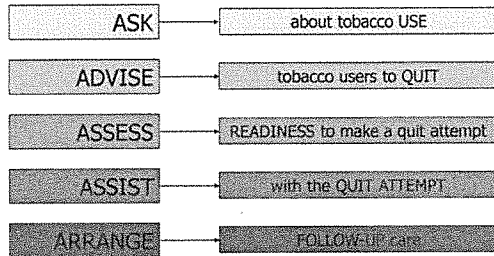 ASK about tobacco USE
ADVISE tobacco users to QUIT
ASSESS READINESS to make a quit attempt
ASSIST with the QUIT ATTEMPT
ARRANGE FOLLOW-UP care